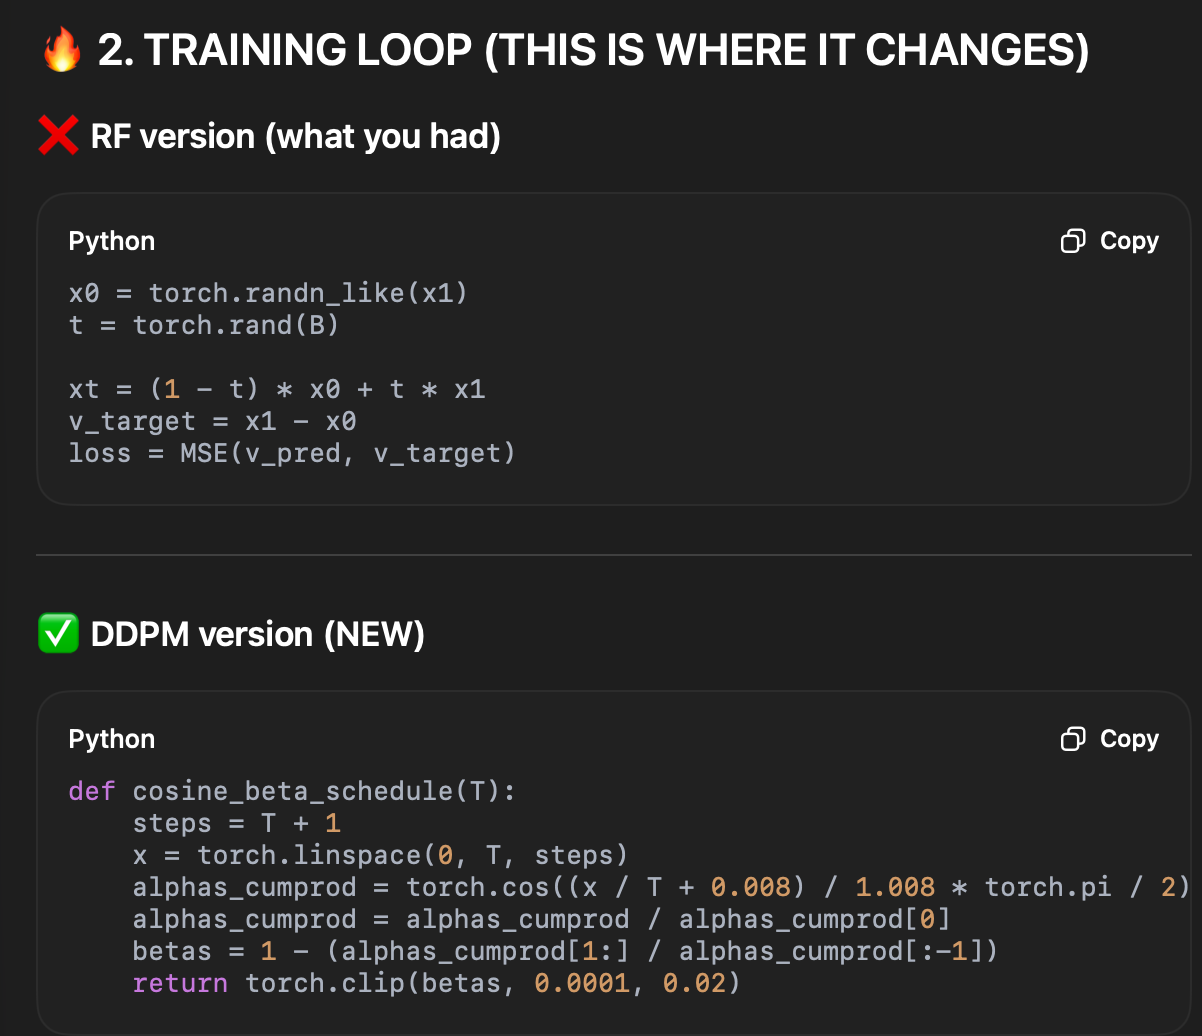 🔥 2. TRAINING LOOP (THIS IS WHERE IT CHANGES)
❌ RF version (what you had)
Python
Copy
x0 = torch.randn_like(x1)
t = torch.rand(B)
xt = (1 - t) * x0 + t * x1
v_target = x1 - x0
loss = MSE(v_pred, v_target)
✅ DDPM version (NEW)
Python
Copy
def cosine_beta_schedule(T):
    steps = T + 1
    x = torch.linspace(0, T, steps)
    alphas_cumprod = torch.cos((x / T + 0.008) / 1.008 * torch.pi / 2)
    alphas_cumprod = alphas_cumprod / alphas_cumprod[0]
    betas = 1 - (alphas_cumprod[1:] / alphas_cumprod[:-1])
    return torch.clip(betas, 0.0001, 0.02)